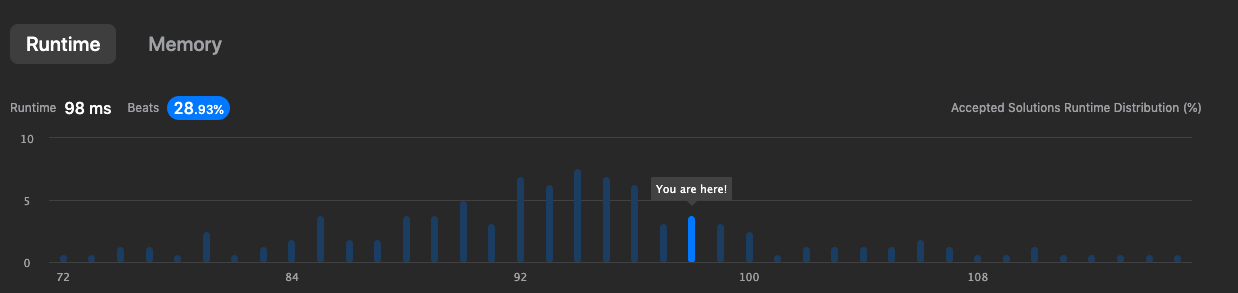 Runtime Memory
Runtime 98 ms Beats 28.93% Accepted Solutions Runtime Distribution (%)
10
You are here!
5
0
72 84 92 100 108